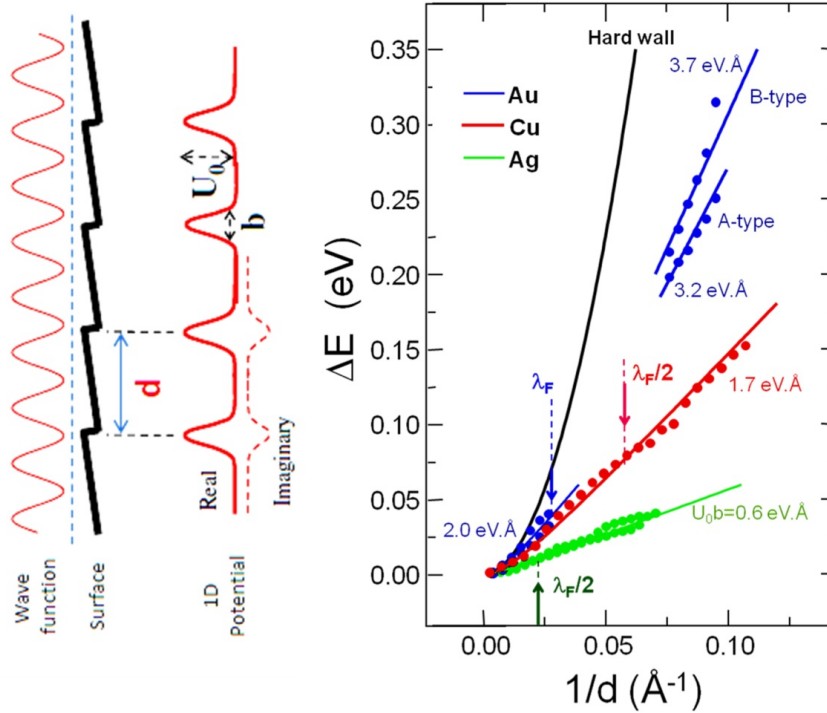 Wave
function
Surface
1D
Potential
d
U₀
b
Real
Imaginary
ΔE (eV)
0.35
0.30
0.25
0.20
0.15
0.10
0.05
0.00
0.00
0.05
0.10
1/d (Å⁻¹)
Hard wall
Au
Cu
Ag
3.7 eV.Å
B-type
A-type
3.2 eV.Å
λF
λF/2
1.7 eV.Å
2.0 eV.Å
U₀b=0.6 eV.Å
λF/2